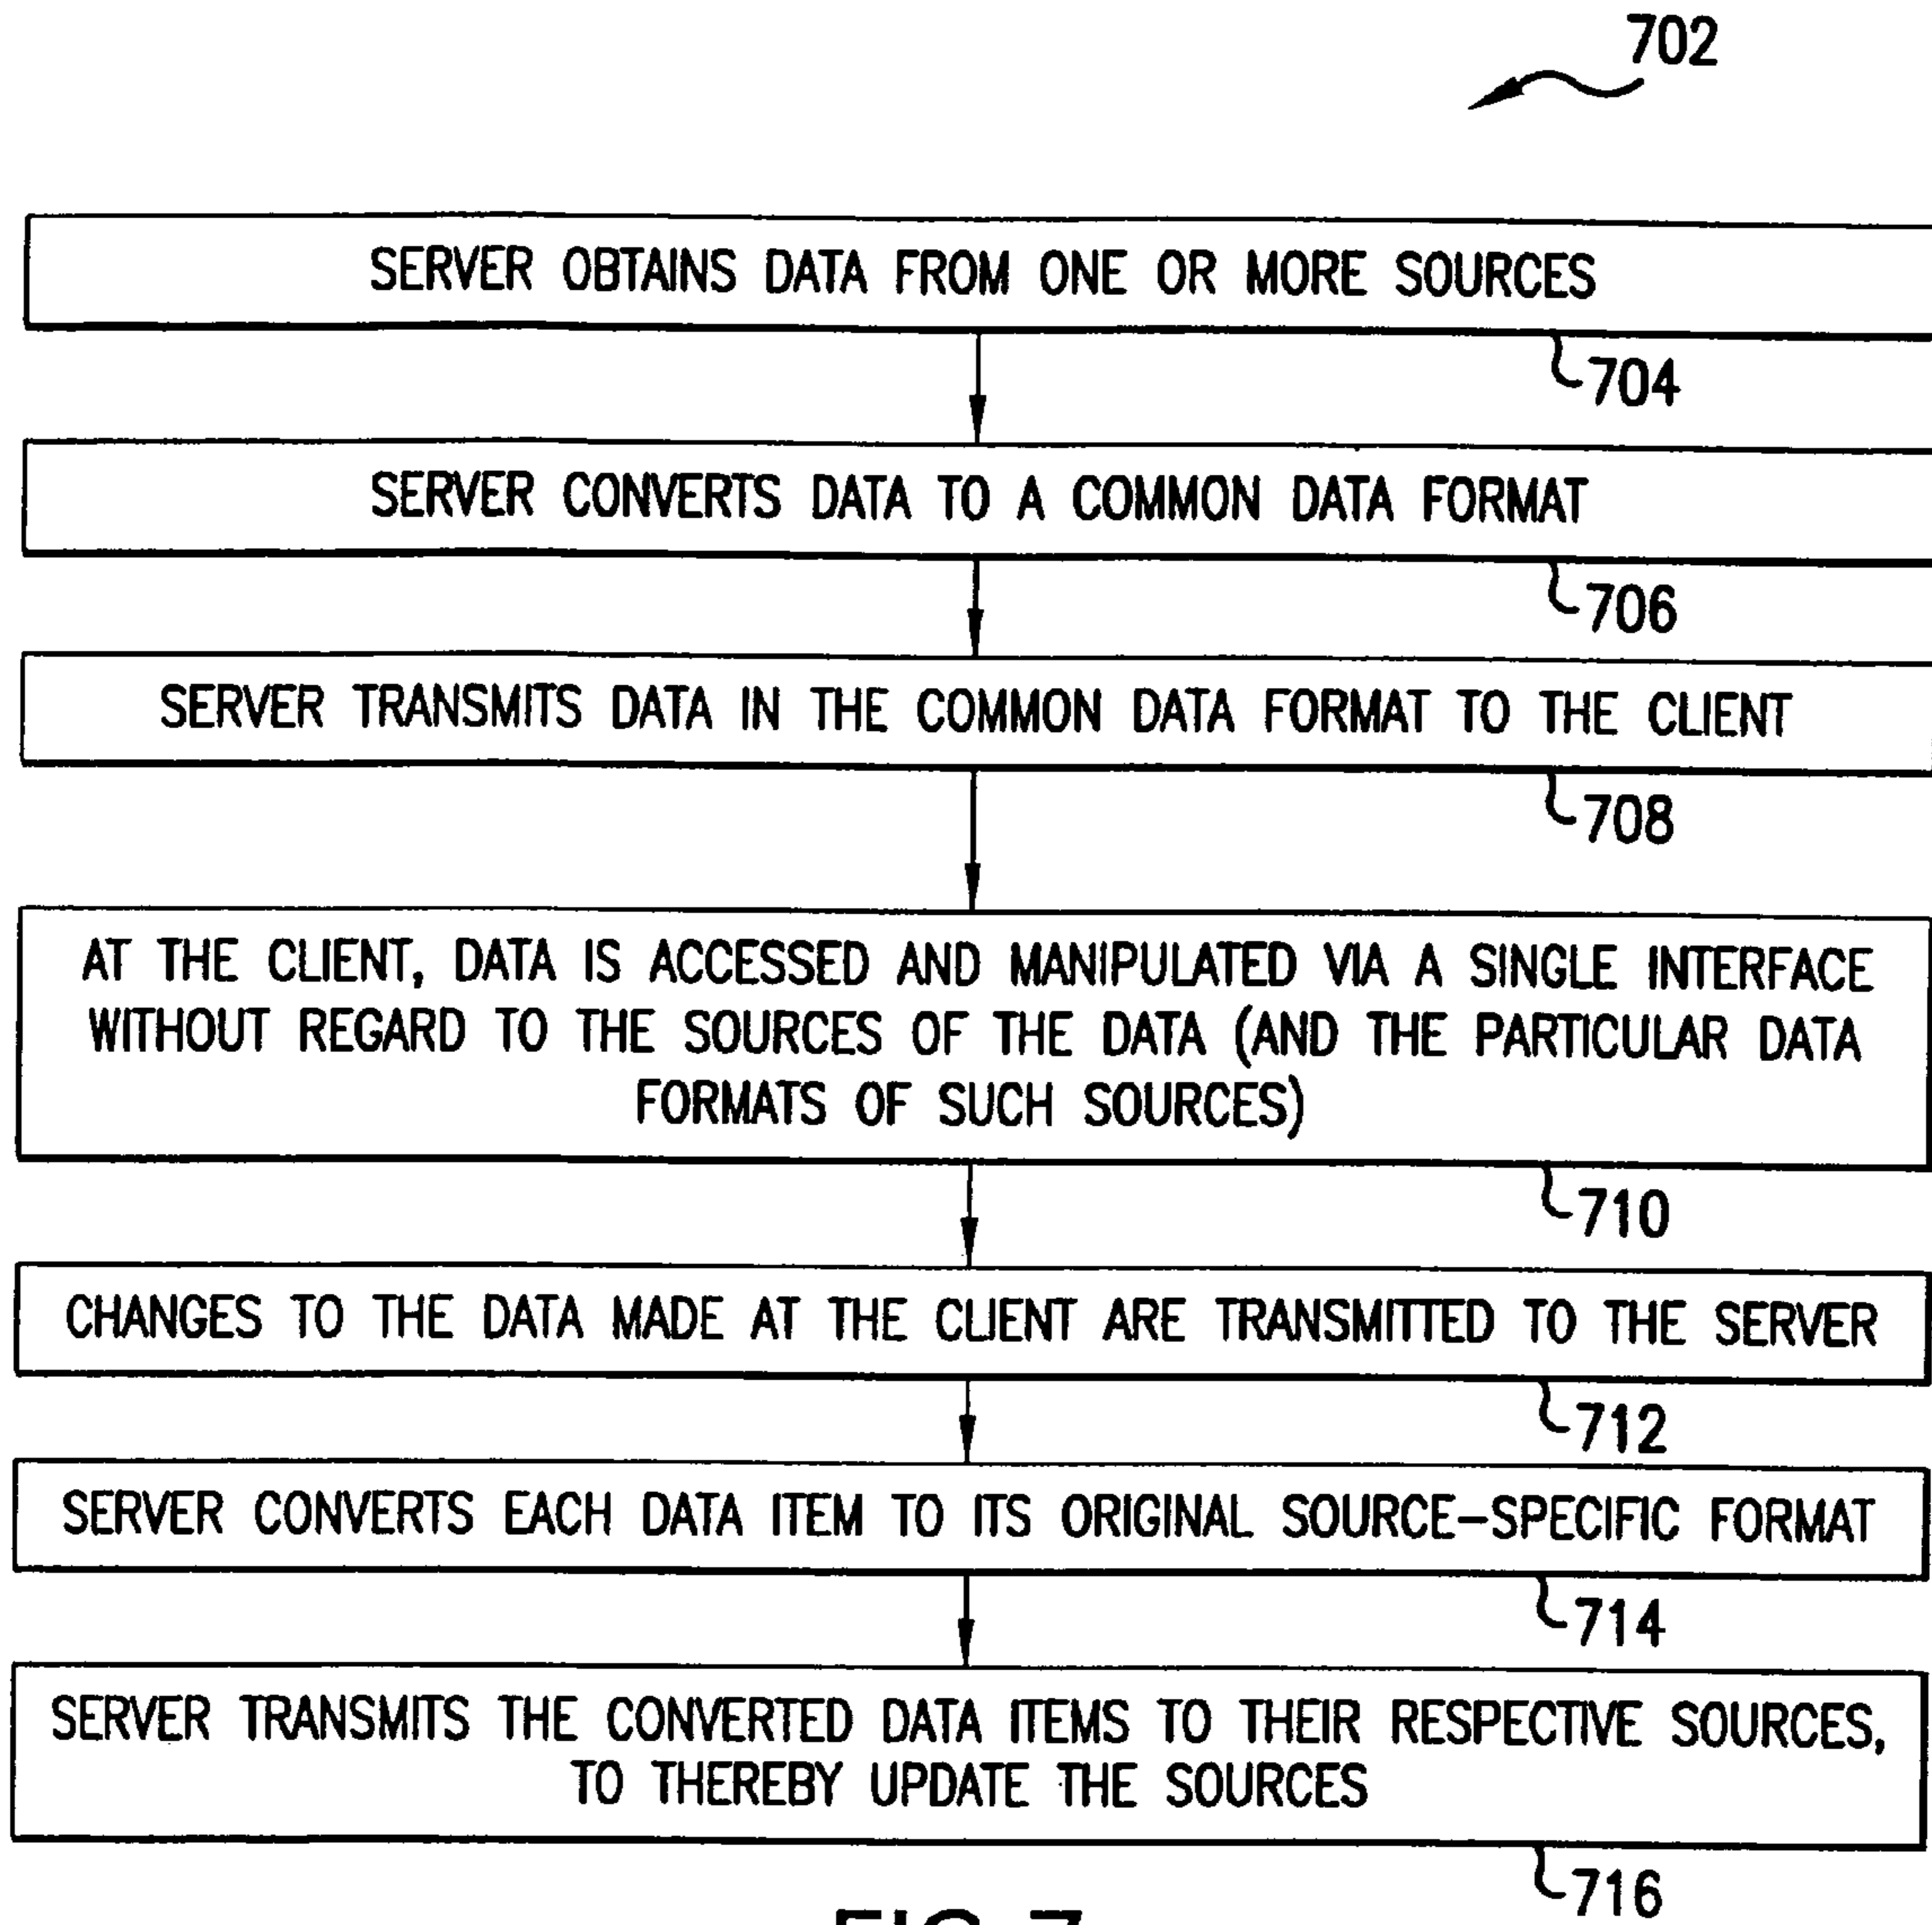 702
SERVER OBTAINS DATA FROM ONE OR MORE SOURCES
704
SERVER CONVERTS DATA TO A COMMON DATA FORMAT
706
SERVER TRANSMITS DATA IN THE COMMON DATA FORMAT TO THE CLIENT
708
AT THE CLIENT, DATA IS ACCESSED AND MANIPULATED VIA A SINGLE INTERFACE
WITHOUT REGARD TO THE SOURCES OF THE DATA (AND THE PARTICULAR DATA
FORMATS OF SUCH SOURCES)
710
CHANGES TO THE DATA MADE AT THE CLIENT ARE TRANSMITTED TO THE SERVER
712
SERVER CONVERTS EACH DATA ITEM TO ITS ORIGINAL SOURCE-SPECIFIC FORMAT
714
SERVER TRANSMITS THE CONVERTED DATA ITEMS TO THEIR RESPECTIVE SOURCES,
TO THEREBY UPDATE THE SOURCES
716
FIG. 7